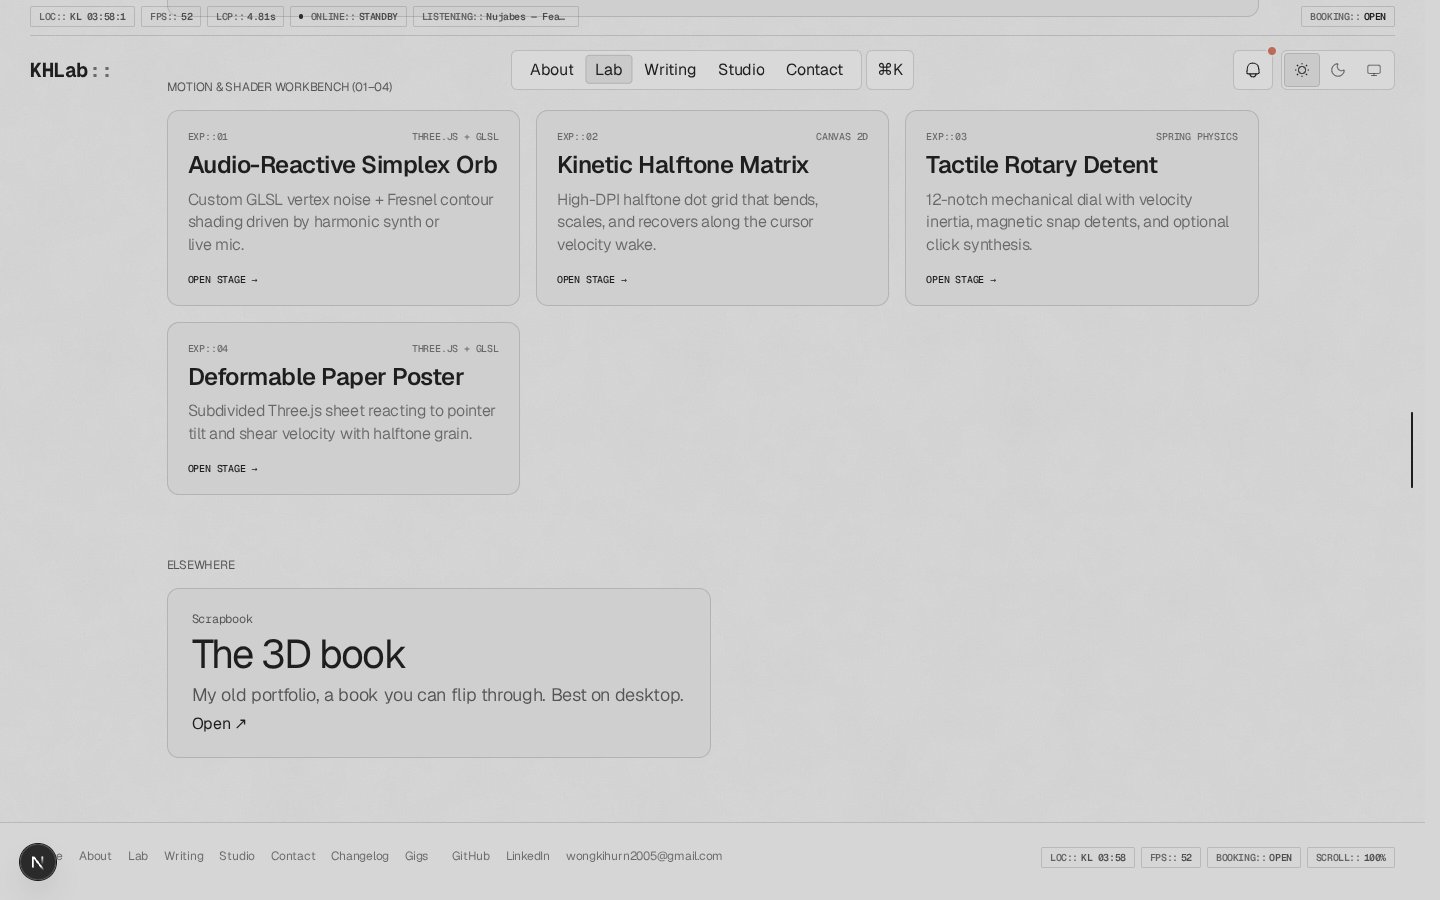 LOC:: KL 03:58:1 FPS:: 52 LCP:: 4.81s ONLINE:: STANDBY LISTENING:: Nujabes — Fea… BOOKING:: OPEN
KHLab:: About Lab Writing Studio Contact ⌘K
MOTION & SHADER WORKBENCH (01–04)
EXP::01 THREE.JS + GLSL
Audio-Reactive Simplex Orb
Custom GLSL vertex noise + Fresnel contour
shading driven by harmonic synth or
live mic.
OPEN STAGE →
EXP::02 CANVAS 2D
Kinetic Halftone Matrix
High-DPI halftone dot grid that bends,
scales, and recovers along the cursor
velocity wake.
OPEN STAGE →
EXP::03 SPRING PHYSICS
Tactile Rotary Detent
12-notch mechanical dial with velocity
inertia, magnetic snap detents, and optional
click synthesis.
OPEN STAGE →
EXP::04 THREE.JS + GLSL
Deformable Paper Poster
Subdivided Three.js sheet reacting to pointer
tilt and shear velocity with halftone grain.
OPEN STAGE →
ELSEWHERE
Scrapbook
The 3D book
My old portfolio, a book you can flip through. Best on desktop.
Open ↗
N About Lab Writing Studio Contact Changelog Gigs GitHub LinkedIn wongkihurn2005@gmail.com LOC:: KL 03:58 FPS:: 52 BOOKING:: OPEN SCROLL:: 100%